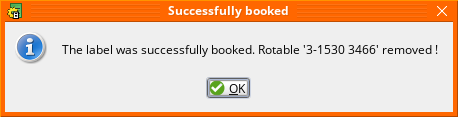 Successfully booked
The label was successfully booked. Rotable '3-1530 3466' removed !
OK